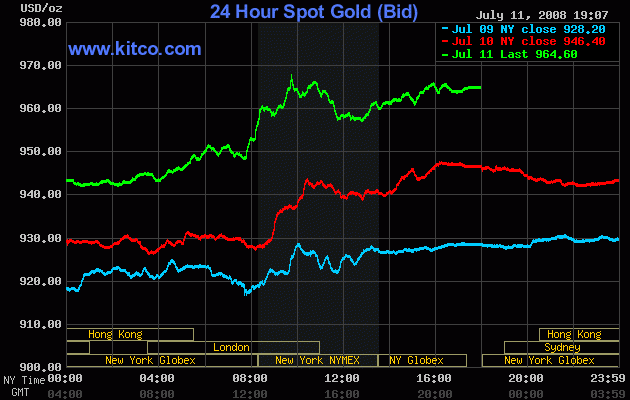 USD/oz 24 Hour Spot Gold (Bid) July 11, 2008 19:07
980.00
www.kitco.com
Jul 09 NY close 928.20
Jul 10 NY close 946.40
Jul 11 Last 964.60
970.00
960.00
950.00
940.00
930.00
920.00
910.00
Hong Kong Hong Kong
London Sydney
New York Globex New York NYMEX NY Globex New York Globex
900.00
NY Time 00:00 04:00 08:00 12:00 16:00 20:00 23:59
GMT 04:00 08:00 12:00 16:00 20:00 00:00 03:59